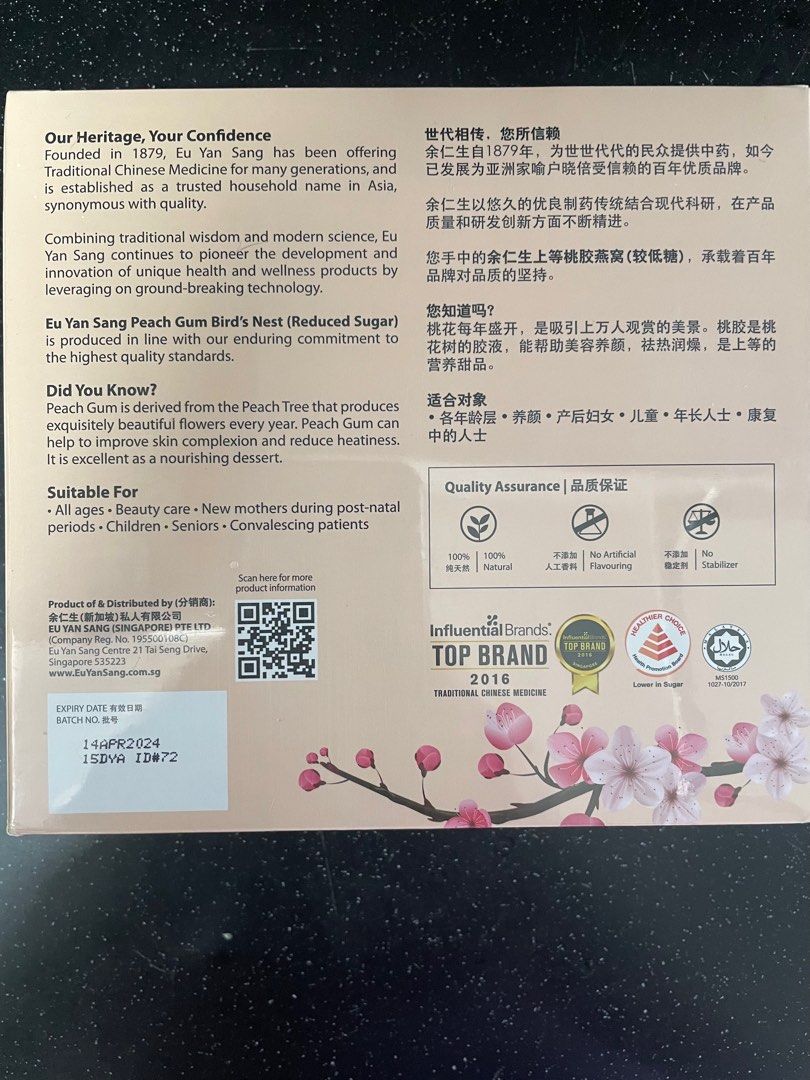 Our Heritage, Your Confidence
Founded in 1879, Eu Yan Sang has been offering
Traditional Chinese Medicine for many generations, and
is established as a trusted household name in Asia,
synonymous with quality.
Combining traditional wisdom and modern science, Eu
Yan Sang continues to pioneer the development and
innovation of unique health and wellness products by
leveraging on ground-breaking technology.
Eu Yan Sang Peach Gum Bird's Nest (Reduced Sugar)
is produced in line with our enduring commitment to
the highest quality standards.
Did You Know?
Peach Gum is derived from the Peach Tree that produces
exquisitely beautiful flowers every year. Peach Gum can
help to improve skin complexion and reduce heatiness.
It is excellent as a nourishing dessert.
Suitable For
• All ages • Beauty care • New mothers during post-natal
periods • Children • Seniors • Convalescing patients
世代相传，您所信赖
余仁生自1879年，为世世代代的民众提供中药，如今
已发展为亚洲家喻户晓倍受信赖的百年优质品牌。
余仁生以悠久的优良制药传统结合现代科研，在产品
质量和研发创新方面不断精进。
您手中的余仁生上等桃胶燕窝(较低糖)，承载着百年
品牌对品质的坚持。
您知道吗?
桃花每年盛开，是吸引上万人观赏的美景。桃胶是桃
花树的胶液，能帮助美容养颜，祛热润燥，是上等的
营养甜品。
适合对象
• 各年龄层 • 养颜 • 产后妇女 • 儿童 • 年长人士 • 康复
中的人士
Quality Assurance | 品质保证
100% 纯天然 | 100% Natural
不添加 人工香料 | No Artificial Flavouring
不添加 稳定剂 | No Stabilizer
Scan here for more
product information
Product of & Distributed by (分销商):
余仁生(新加坡)私人有限公司
EU YAN SANG (SINGAPORE) PTE LTD
(Company Reg. No. 195500108C)
Eu Yan Sang Centre 21 Tai Seng Drive,
Singapore 535223
www.EuYanSang.com.sg
EXPIRY DATE 有效日期
BATCH NO. 批号
14APR2024
15DYA ID#72
Influential Brands®
TOP BRAND
2016
TRADITIONAL CHINESE MEDICINE
Influential Brands
TOP BRAND
2016
SINGAPORE
HEALTHIER CHOICE
Health Promotion Board
Lower in Sugar
حلال
HALAL
MS1500
1027-10/2017